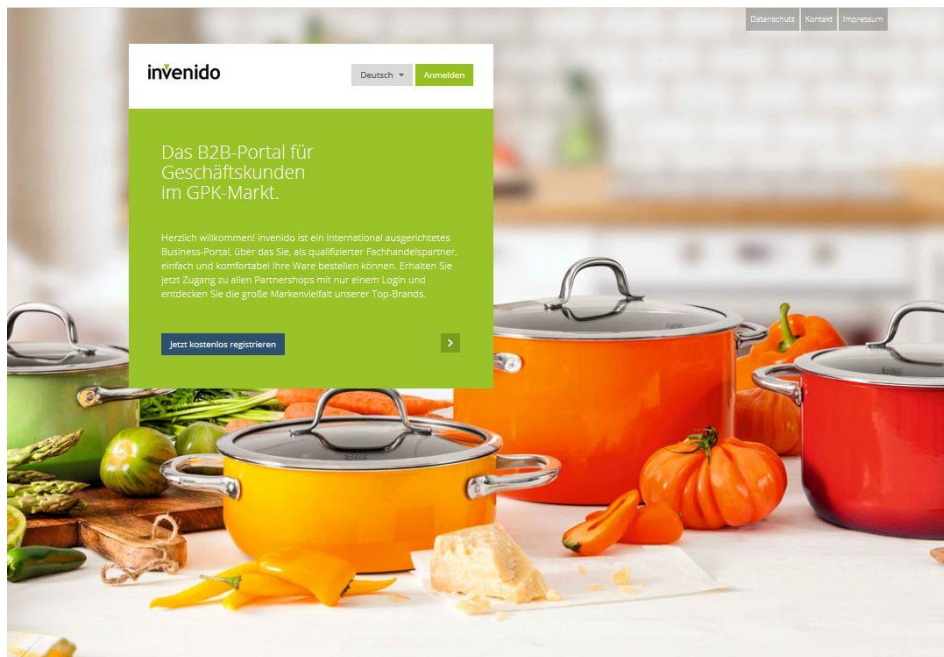 Datenschutz Kontakt Impressum
invenido
Deutsch Anmelden
Das B2B-Portal für
Geschäftskunden
im GPK-Markt.
Herzlich willkommen! invenido ist ein international ausgerichtetes
Business-Portal, über das Sie, als qualifizierter Fachhandelspartner,
einfach und komfortabel Ihre Ware bestellen können. Erhalten Sie
jetzt Zugang zu allen Partnershops mit nur einem Login und
entdecken Sie die große Markenvielfalt unserer Top-Brands.
Jetzt kostenlos registrieren